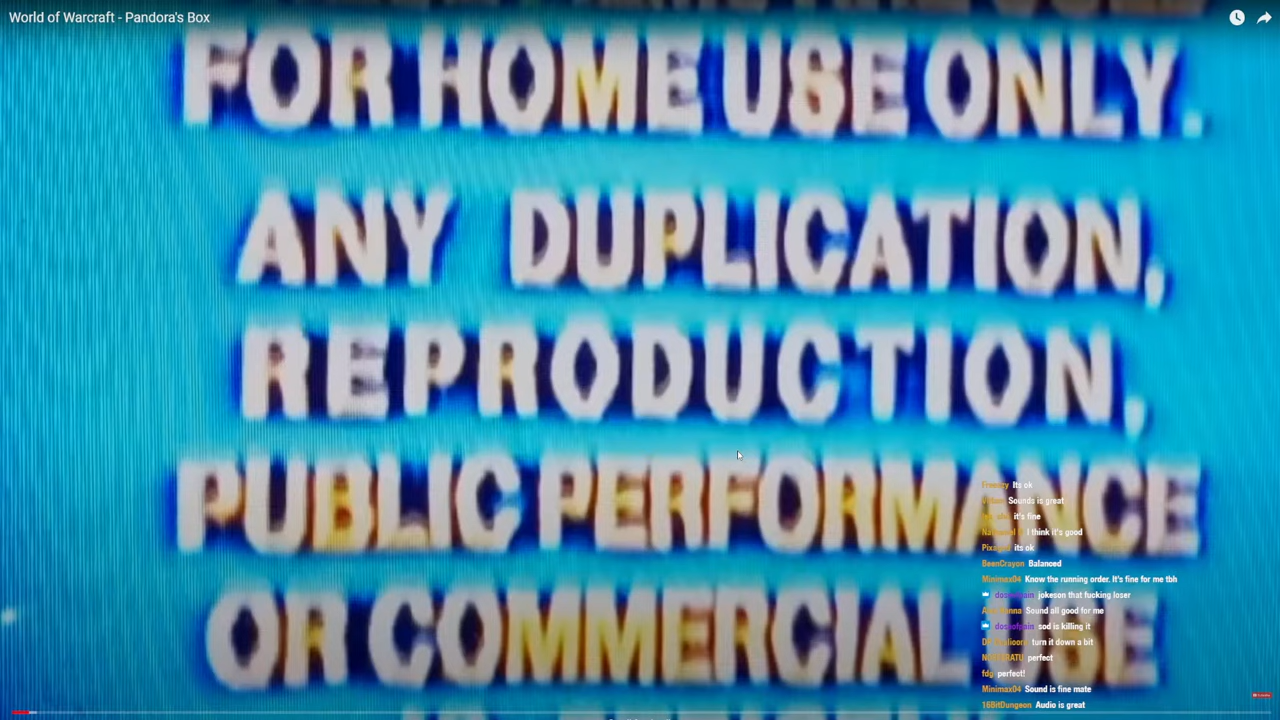 World of Warcraft - Pandora's Box
FOR HOME USE ONLY.
ANY DUPLICATION,
REPRODUCTION,
PUBLIC PERFORMANCE
OR COMMERCIAL USE
Its ok
Sounds is great
it's fine
I think it's good
its ok
BeenCrayon Balanced
Minimax04 Know the running order. It's fine for me tbh
jokeson that fucking loser
Sound all good for me
sod is killing it
turn it down a bit
perfect
fdg perfect!
Minimax04 Sound is fine mate
16BitDungeon Audio is great